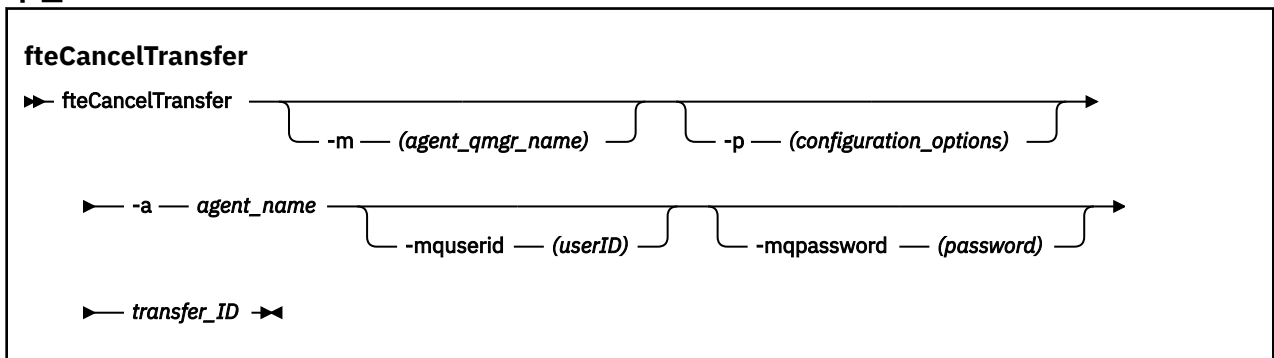 fteCancelTransfer
fteCancelTransfer
-m (agent_qmgr_name) -p (configuration_options)
-a agent_name
-mquserid (userID) -mqpassword (password)
transfer_ID